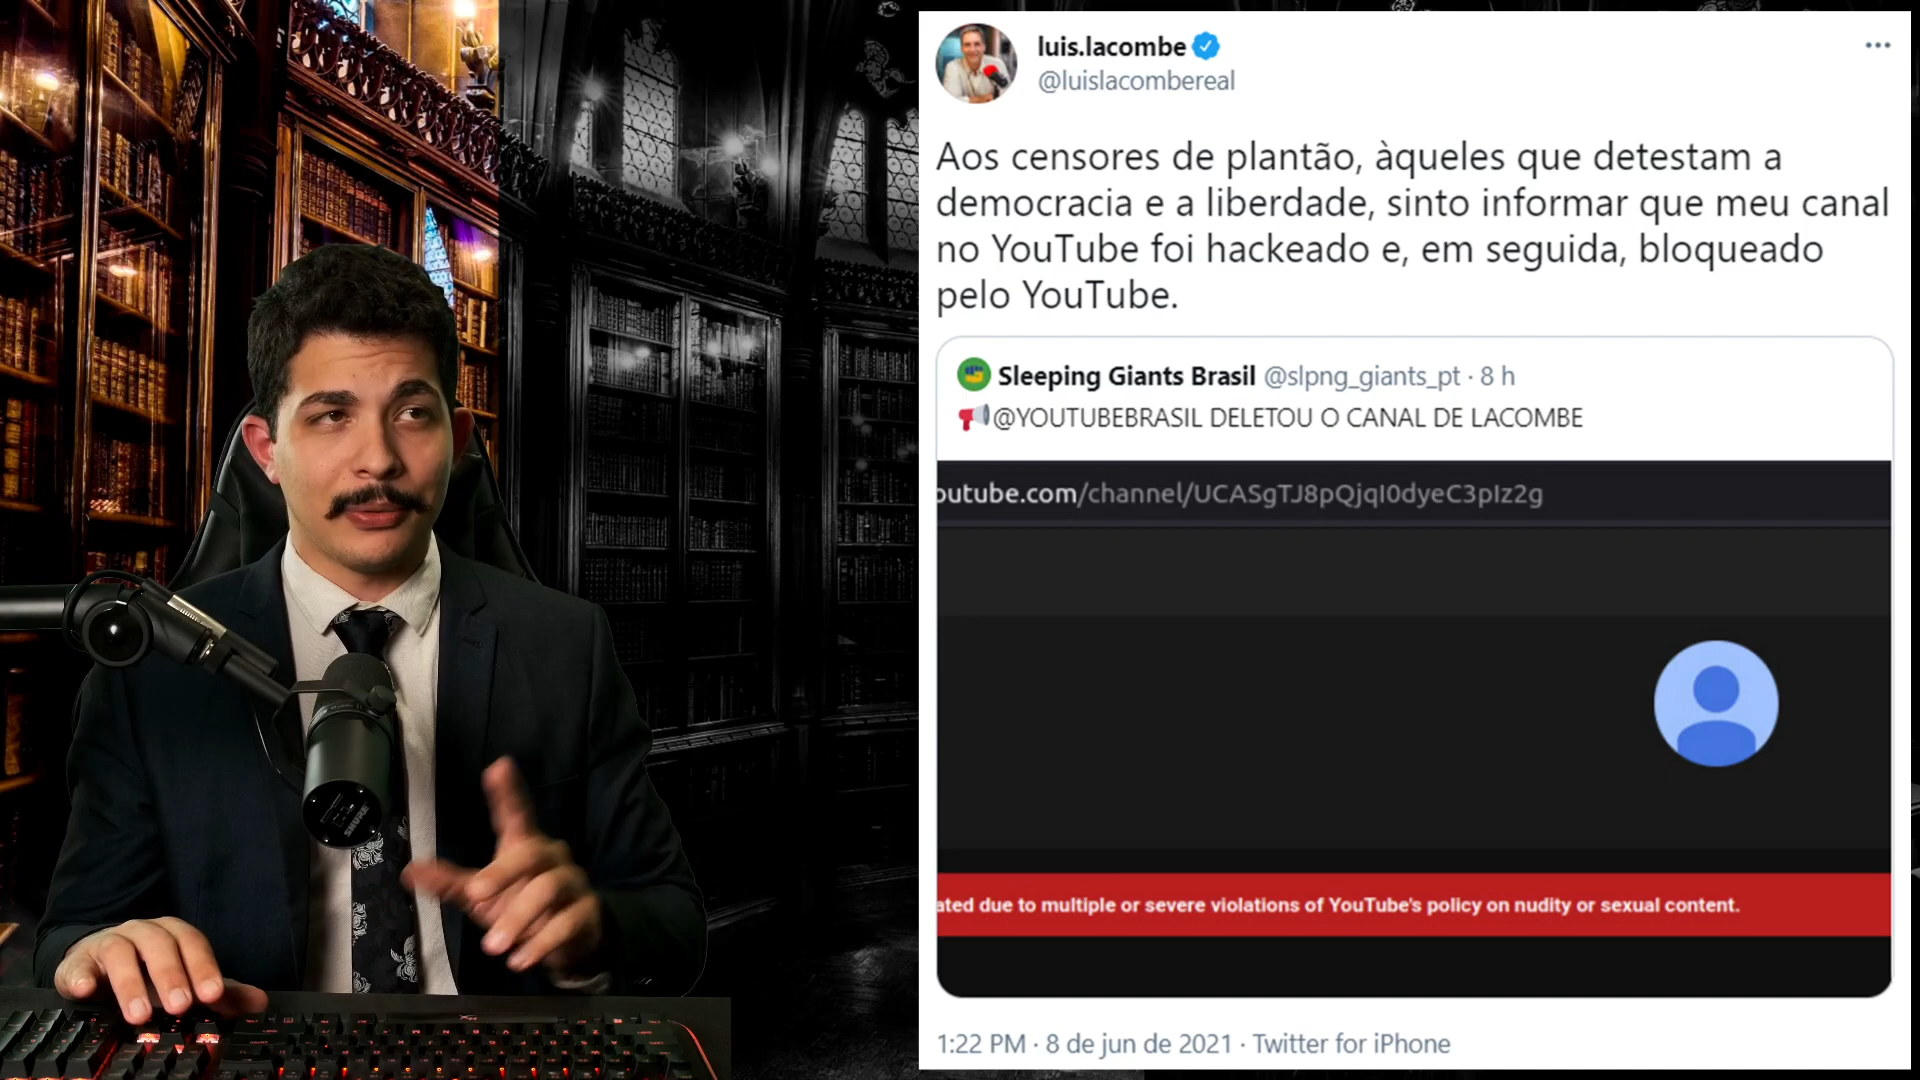 luis.lacombe
@luislacombereal
Aos censores de plantão, àqueles que detestam a
democracia e a liberdade, sinto informar que meu canal
no YouTube foi hackeado e, em seguida, bloqueado
pelo YouTube.
Sleeping Giants Brasil @slpng_giants_pt · 8 h
@YOUTUBEBRASIL DELETOU O CANAL DE LACOMBE
outube.com/channel/UCASgTJ8pQjqI0dyeC3pIz2g
ated due to multiple or severe violations of YouTube's policy on nudity or sexual content.
1:22 PM · 8 de jun de 2021 · Twitter for iPhone
SHURE